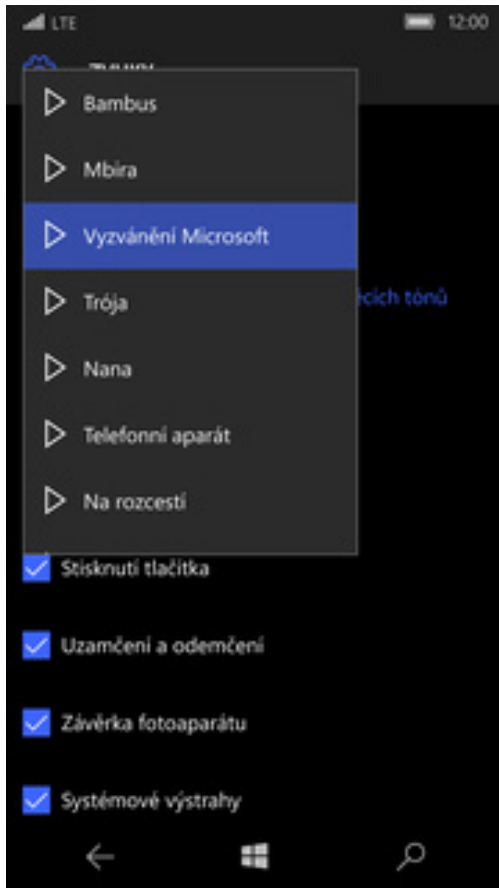 LTE 12:00
Bambus
Mbira
Vyzvánění Microsoft
Trója
Nana
Telefonní aparát
Na rozcestí
tónů
Stisknutí tlačítka
Uzamčení a odemčení
Závěrka fotoaparátu
Systémové výstrahy